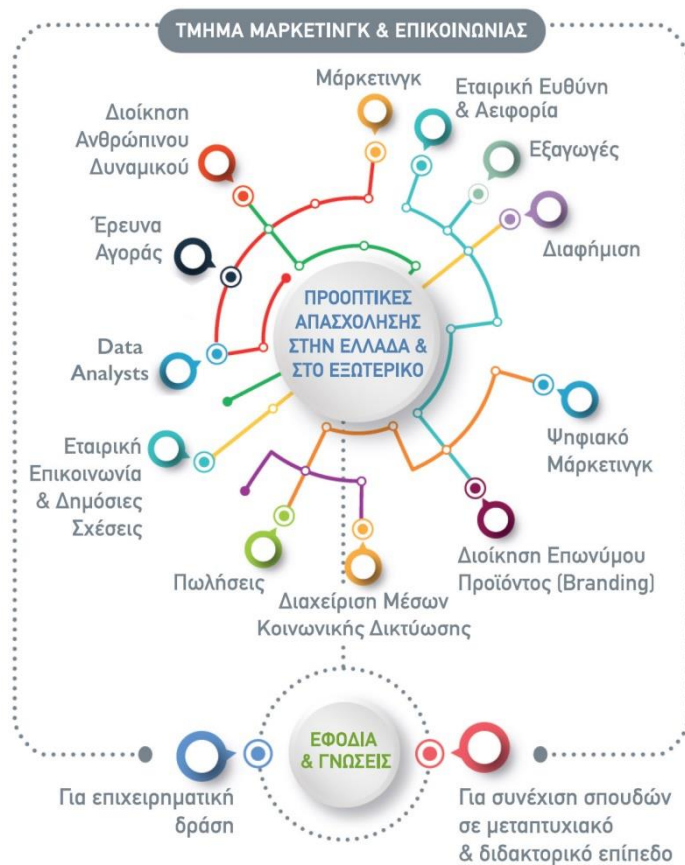 ΤΜΗΜΑ ΜΑΡΚΕΤΙΝΓΚ & ΕΠΙΚΟΙΝΩΝΙΑΣ
Μάρκετινγκ
Εταιρική Ευθύνη
& Αειφορία
Διοίκηση
Ανθρώπινου
Δυναμικού
Εξαγωγές
Έρευνα
Αγοράς
Διαφήμιση
ΠΡΟΟΠΤΙΚΕΣ
ΑΠΑΣΧΟΛΗΣΗΣ
ΣΤΗΝ ΕΛΛΑΔΑ &
ΣΤΟ ΕΞΩΤΕΡΙΚΟ
Data
Analysts
Εταιρική
Επικοινωνία
& Δημόσιες
Σχέσεις
Ψηφιακό
Μάρκετινγκ
Πωλήσεις
Διαχείριση Μέσων
Κοινωνικής Δικτύωσης
Διοίκηση Επωνύμου
Προϊόντος (Branding)
ΕΦΟΔΙΑ
& ΓΝΩΣΕΙΣ
Για επιχειρηματική
δράση
Για συνέχιση σπουδών
σε μεταπτυχιακό
& διδακτορικό επίπεδο